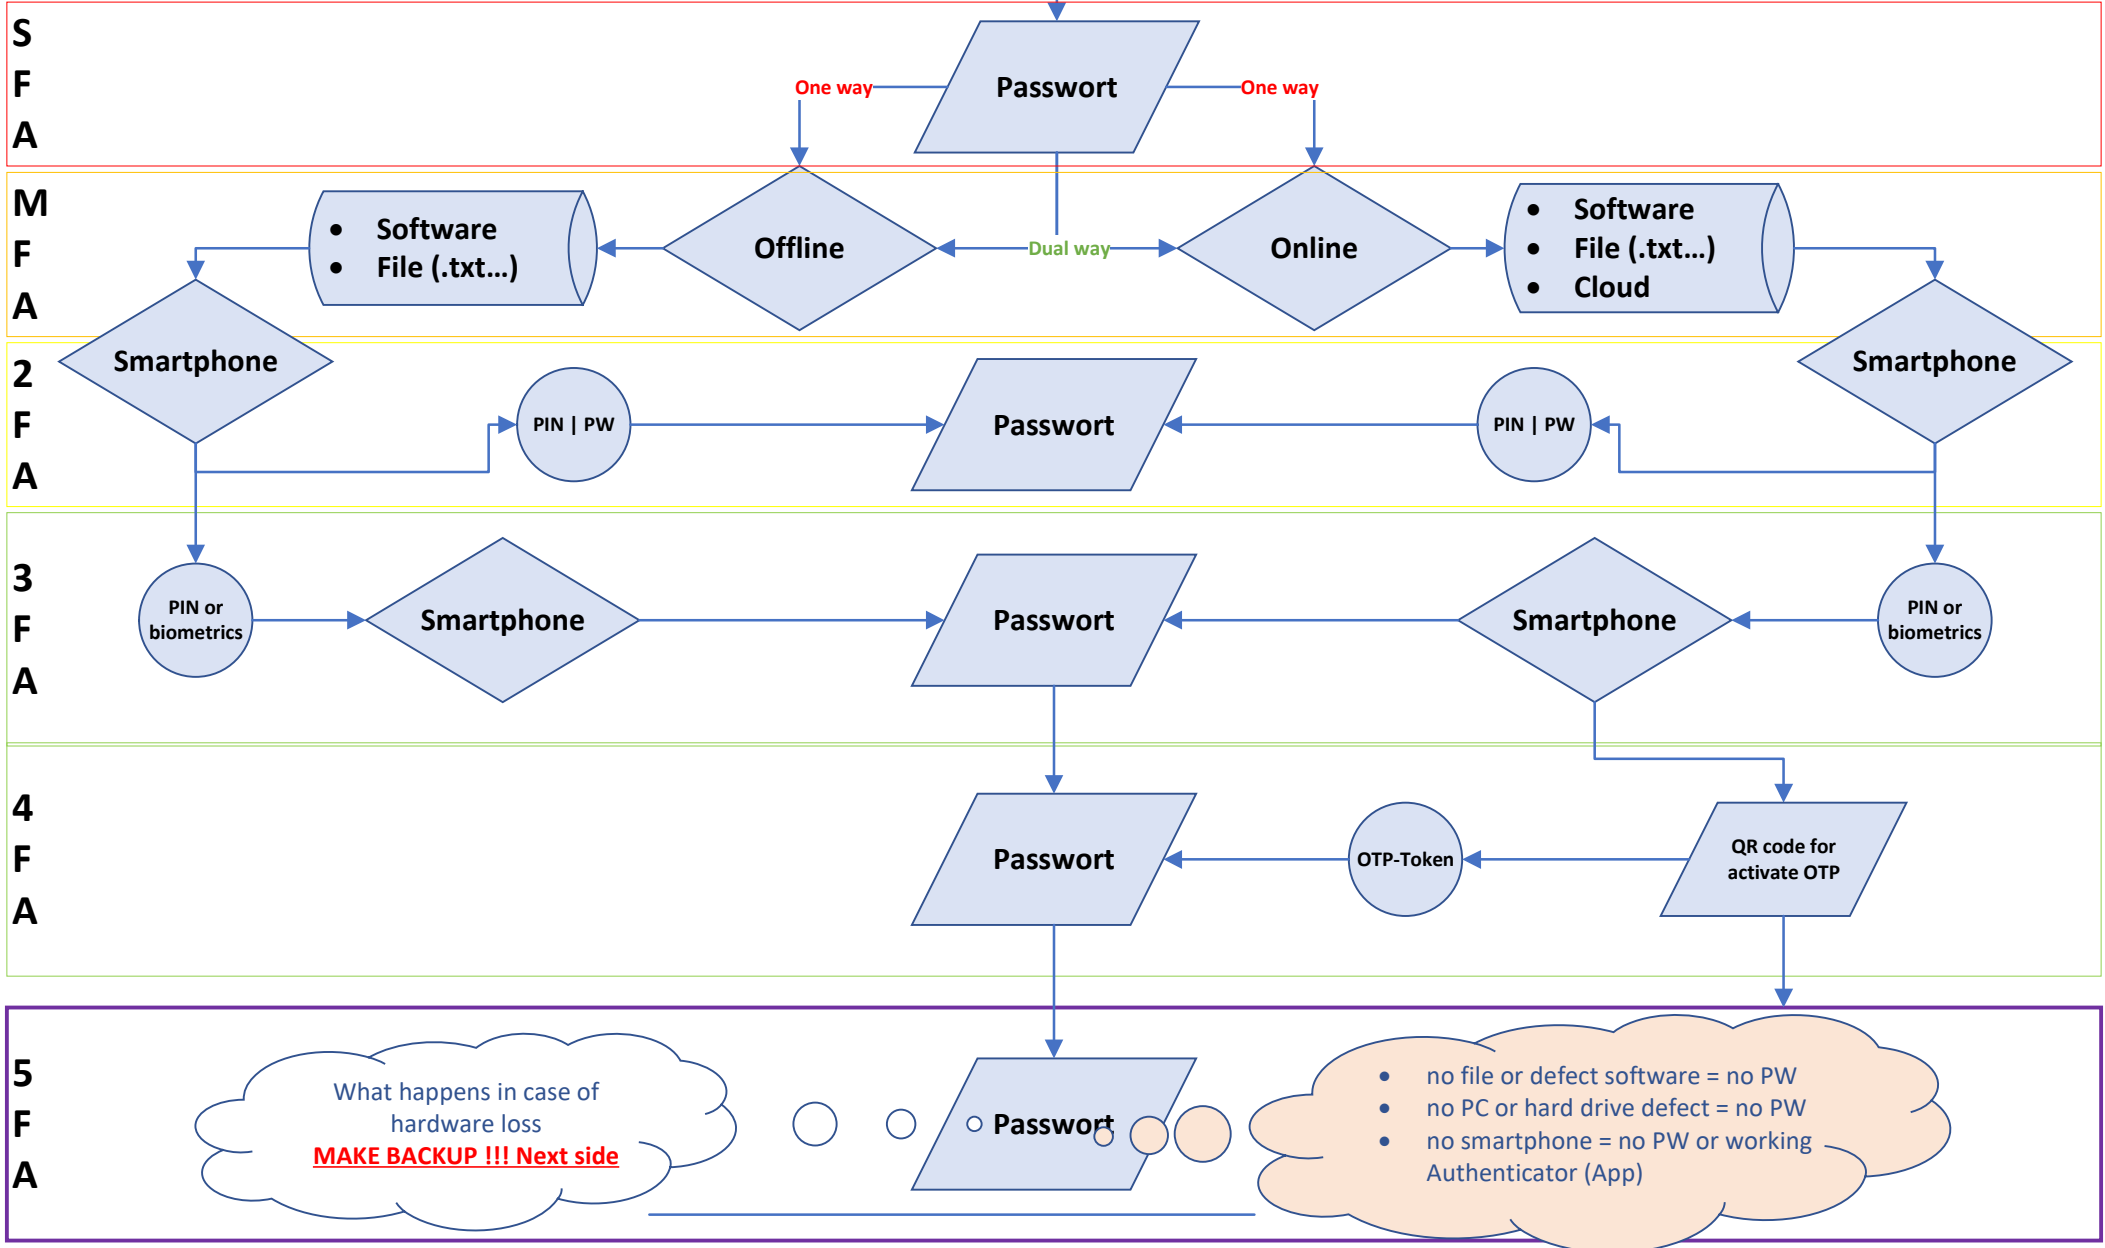 S
F
A
Passwort
One way
One way
M
F
A
• Software
• File (.txt...)
Offline
Dual way
Online
• Software
• File (.txt...)
• Cloud
Smartphone
Smartphone
2
F
A
PIN | PW
Passwort
PIN | PW
3
F
A
PIN or
biometrics
Smartphone
Passwort
Smartphone
PIN or
biometrics
4
F
A
Passwort
OTP-Token
QR code for
activate OTP
5
F
A
What happens in case of
hardware loss
MAKE BACKUP !!! Next side
Passwort
• no file or defect software = no PW
• no PC or hard drive defect = no PW
• no smartphone = no PW or working
Authenticator (App)